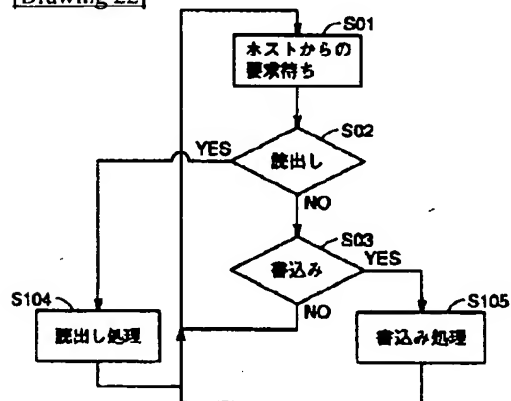 [Drawing 22]
S01
ホストからの
要求待ち
S02
YES
読出し
NO
S03
YES
書込み
S104
NO
S105
読出し処理
書込み処理